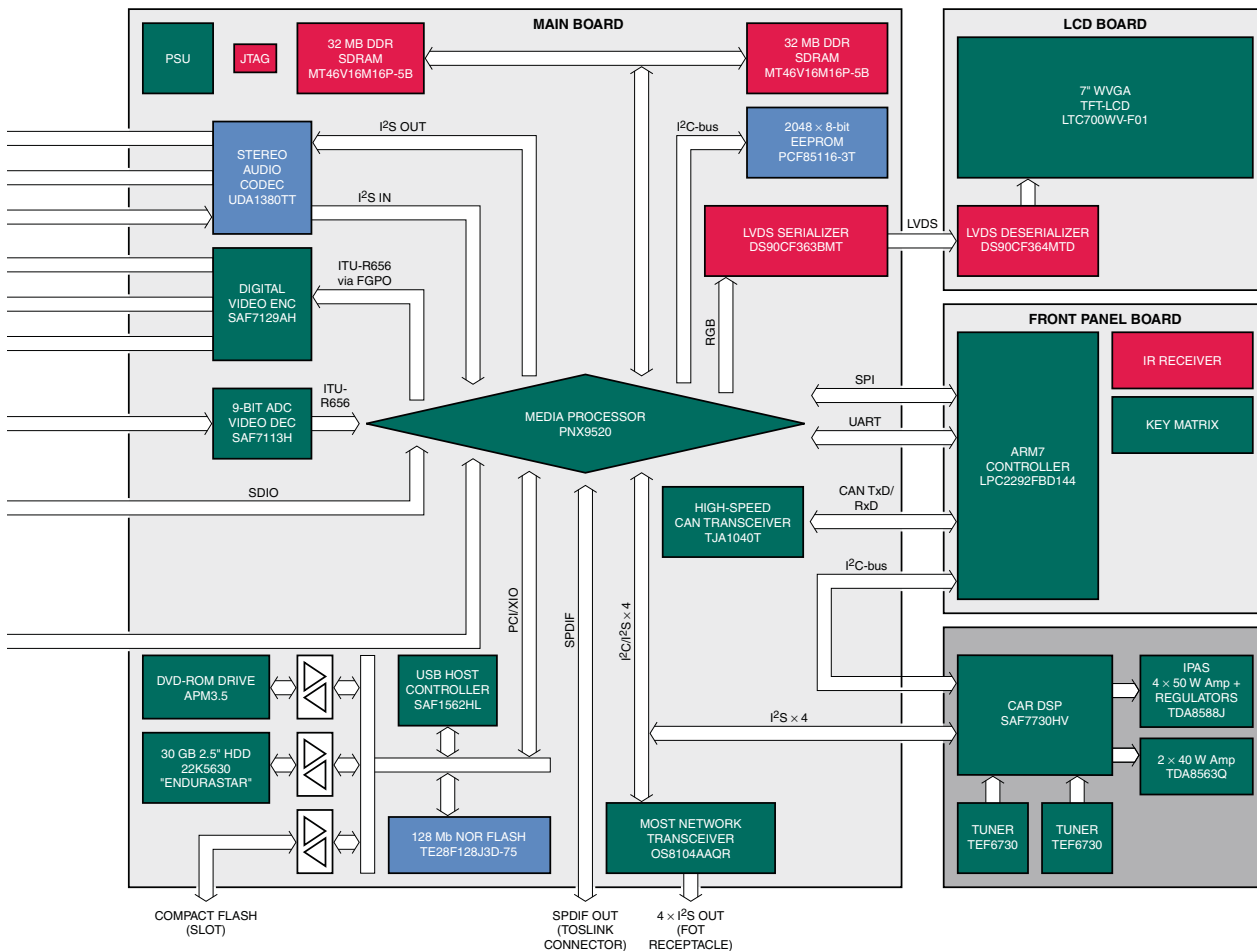 MAIN BOARD
LCD BOARD
PSU
JTAG
32 MB DDR
SDRAM
MT46V16M16P-5B
32 MB DDR
SDRAM
MT46V16M16P-5B
7" WVGA
TFT-LCD
LTC700WV-F01
I²S OUT
I²C-bus
2048 × 8-bit
EEPROM
PCF85116-3T
STEREO
AUDIO
CODEC
UDA1380TT
I²S IN
LVDS SERIALIZER
DS90CF363BMT
LVDS
LVDS DESERIALIZER
DS90CF364MTD
DIGITAL
VIDEO ENC
SAF7129AH
ITU-R656
via FGPO
RGB
FRONT PANEL BOARD
IR RECEIVER
KEY MATRIX
ARM7
CONTROLLER
LPC2292FBD144
SPI
UART
9-BIT ADC
VIDEO DEC
SAF7113H
ITU-
R656
MEDIA PROCESSOR
PNX9520
SDIO
HIGH-SPEED
CAN TRANSCEIVER
TJA1040T
CAN TxD/
RxD
I²C-bus
PCI/XIO
SPDIF
I²C/I²S × 4
DVD-ROM DRIVE
APM3.5
USB HOST
CONTROLLER
SAF1562HL
30 GB 2.5" HDD
22K5630
"ENDURASTAR"
I²S × 4
CAR DSP
SAF7730HV
IPAS
4 × 50 W Amp +
REGULATORS
TDA8588J
2 × 40 W Amp
TDA8563Q
128 Mb NOR FLASH
TE28F128J3D-75
MOST NETWORK
TRANSCEIVER
OS8104AAQR
TUNER
TEF6730
TUNER
TEF6730
COMPACT FLASH
(SLOT)
SPDIF OUT
(TOSLINK
CONNECTOR)
4 × I²S OUT
(FOT
RECEPTACLE)